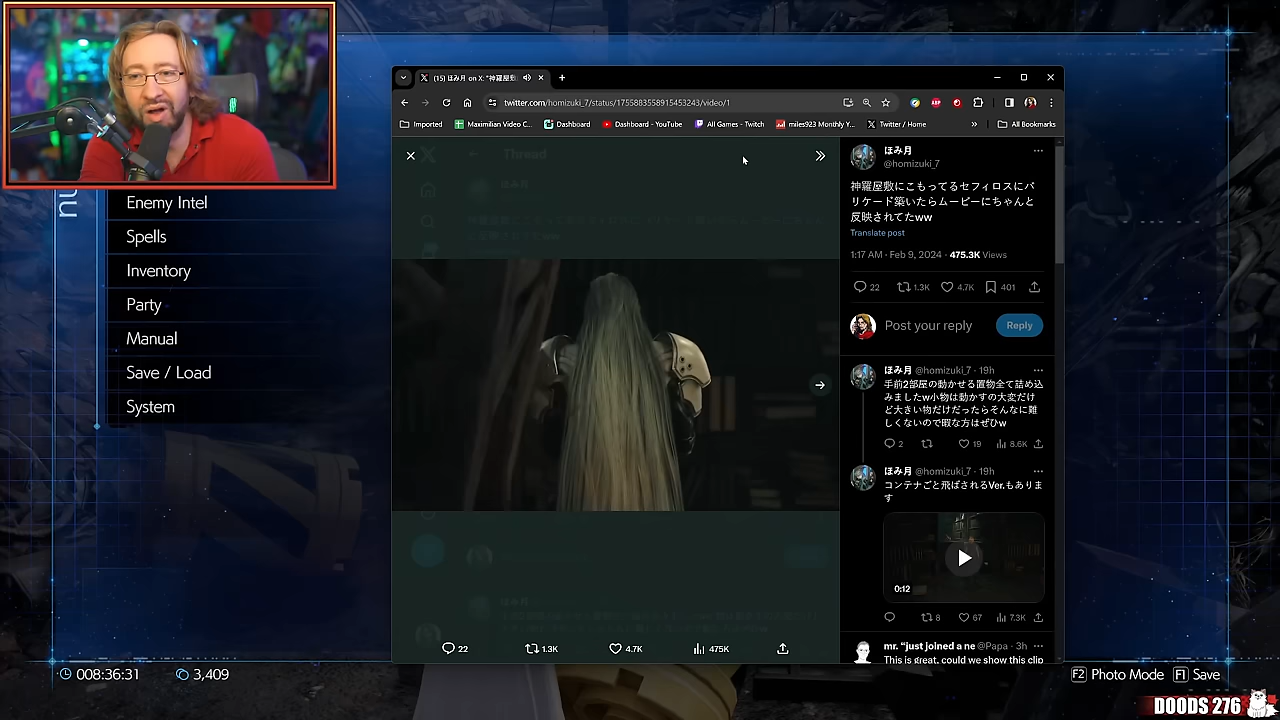 (15) ほみ月 on X: "神羅屋敷
twitter.com/homizuki_7/status/1755883558915453243/video/1
Imported
Maximilian Video C...
Dashboard
Dashboard - YouTube
All Games - Twitch
miles923 Monthly Y...
Twitter / Home
»
All Bookmarks
Thread
ほみ月
@homizuki_7
神羅屋敷にこもってるセフィロスにバ
リケード築いたらムービーにちゃんと
反映されてたww
Translate post
1:17 AM · Feb 9, 2024 · 475.3K Views
22
1.3K
4.7K
401
Post your reply
Reply
ほみ月 @homizuki_7 · 19h
手前2部屋の動かせる置物全て詰め込
みましたw小物は動かすの大変だけ
ど大きい物だけだったらそんなに難
しくないので暇な方はぜひw
2
19
8.6K
ほみ月 @homizuki_7 · 19h
コンテナごと飛ばされるVer.もありま
す
0:12
8
67
7.3K
mr. “just joined a ne @Papa · 3h
This is great, could we show this clip
22
1.3K
4.7K
475K
nu
Enemy Intel
Spells
Inventory
Party
Manual
Save / Load
System
008:36:31
3,409
F2 Photo Mode
F1 Save
DOODS 276